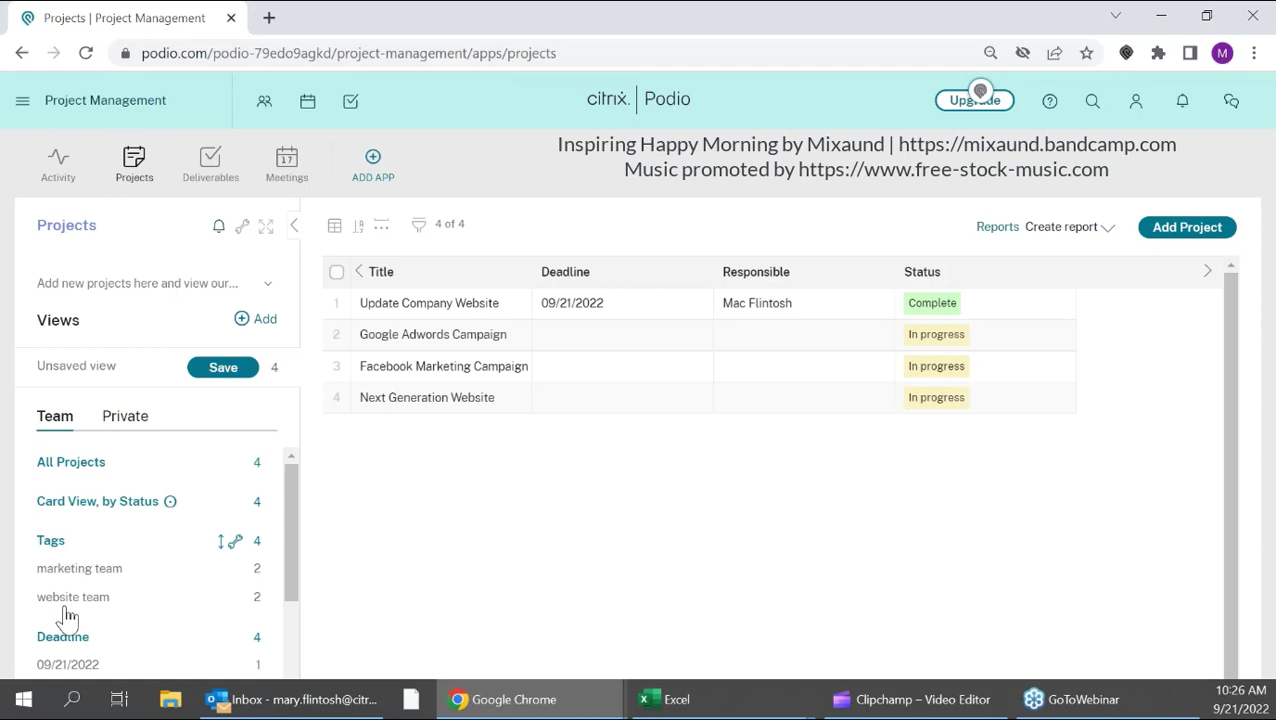 Projects | Project Management
podio.com/podio-79edo9agkd/project-management/apps/projects
M
Project Management
citrix. | Podio
Upgrade
Inspiring Happy Morning by Mixaund | https://mixaund.bandcamp.com
Music promoted by https://www.free-stock-music.com
Activity
Projects
Deliverables
17
Meetings
ADD APP
Projects
4 of 4
Reports Create report
Add Project
Add new projects here and view our...
Views
Add
Unsaved view
Save
4
Team
Private
All Projects 4
Card View, by Status 4
Tags 4
marketing team 2
website team 2
Deadline 4
09/21/2022 1
Title Deadline Responsible Status
1 Update Company Website 09/21/2022 Mac Flintosh Complete
2 Google Adwords Campaign In progress
3 Facebook Marketing Campaign In progress
4 Next Generation Website In progress
Inbox - mary.flintosh@citr...
Google Chrome
Excel
Clipchamp – Video Editor
GoToWebinar
10:26 AM
9/21/2022